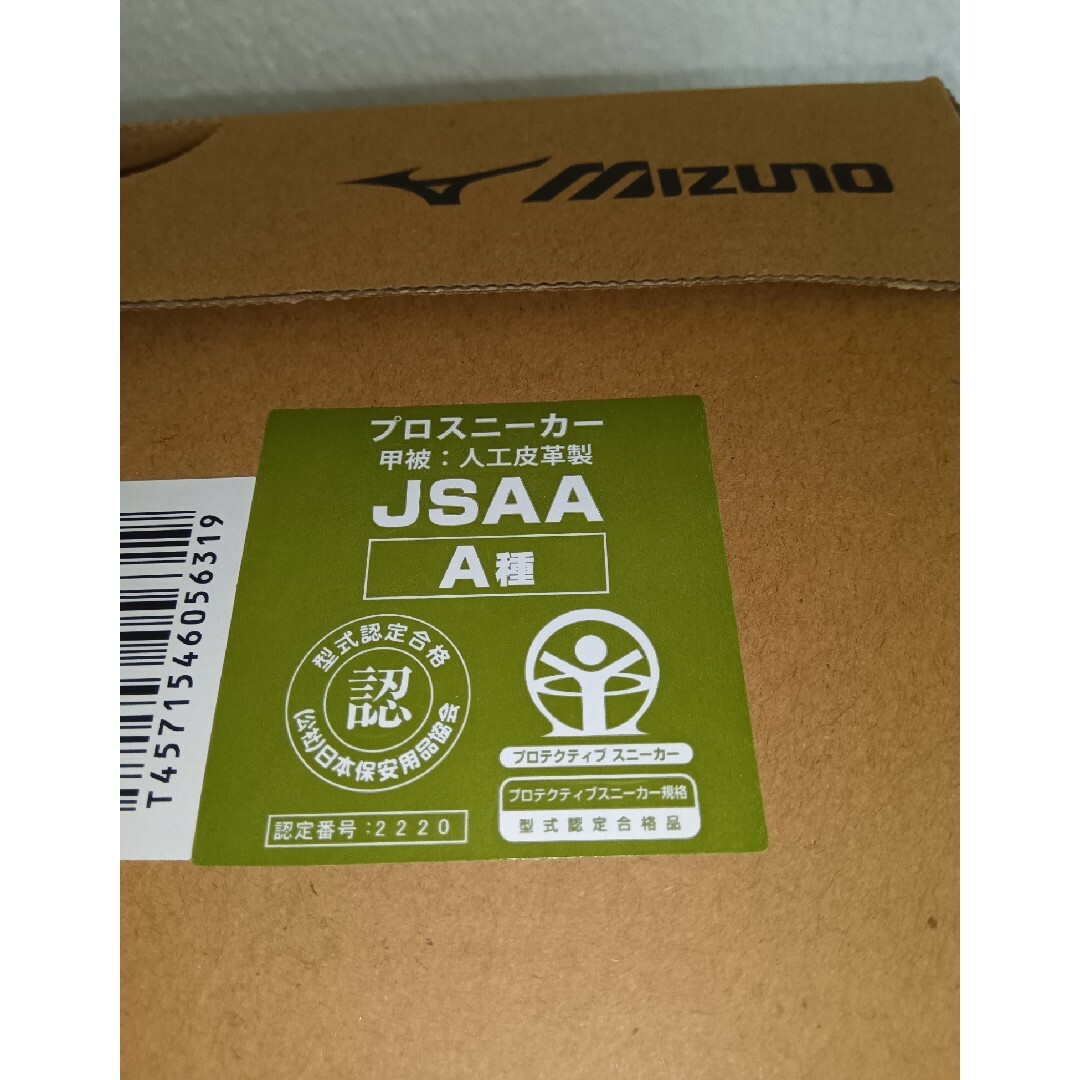 MIZUNO
プロスニーカー
甲被：人工皮革製
JSAA
A種
型式認定合格
認
(公社)日本保安用品協会
認定番号:2220
プロテクティブ スニーカー
プロテクティブスニーカー規格
型式認定合格品
T4571546056319